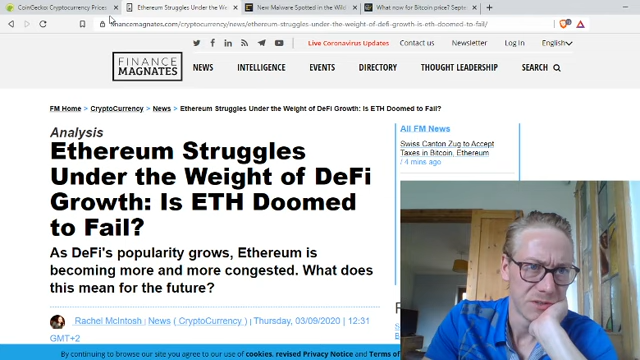 CoinGecko: Cryptocurrency Prices
Ethereum Struggles Under the We
New Malware Spotted in the Wild
What now for Bitcoin price? Sept
financemagnates.com/cryptocurrency/news/ethereum-struggles-under-the-weight-of-defi-growth-is-eth-doomed-to-fail/
Live Coronavirus Updates
Contact us
Newsletter
Log in
English
FINANCE
MAGNATES
NEWS
INTELLIGENCE
EVENTS
DIRECTORY
THOUGHT LEADERSHIP
SEARCH
FM Home > CryptoCurrency > News > Ethereum Struggles Under the Weight of DeFi Growth: Is ETH Doomed to Fail?
Analysis
Ethereum Struggles
Under the Weight of DeFi
Growth: Is ETH Doomed
to Fail?
As DeFi's popularity grows, Ethereum is
becoming more and more congested. What does
this mean for the future?
Rachel McIntosh | News ( CryptoCurrency ) | Thursday, 03/09/2020 | 12:31
GMT+2
All FM News
Swiss Canton Zug to Accept
Taxes in Bitcoin, Ethereum
/ 4 mins ago
By continuing to browse our site you agree to our use of cookies, revised Privacy Notice and Terms of